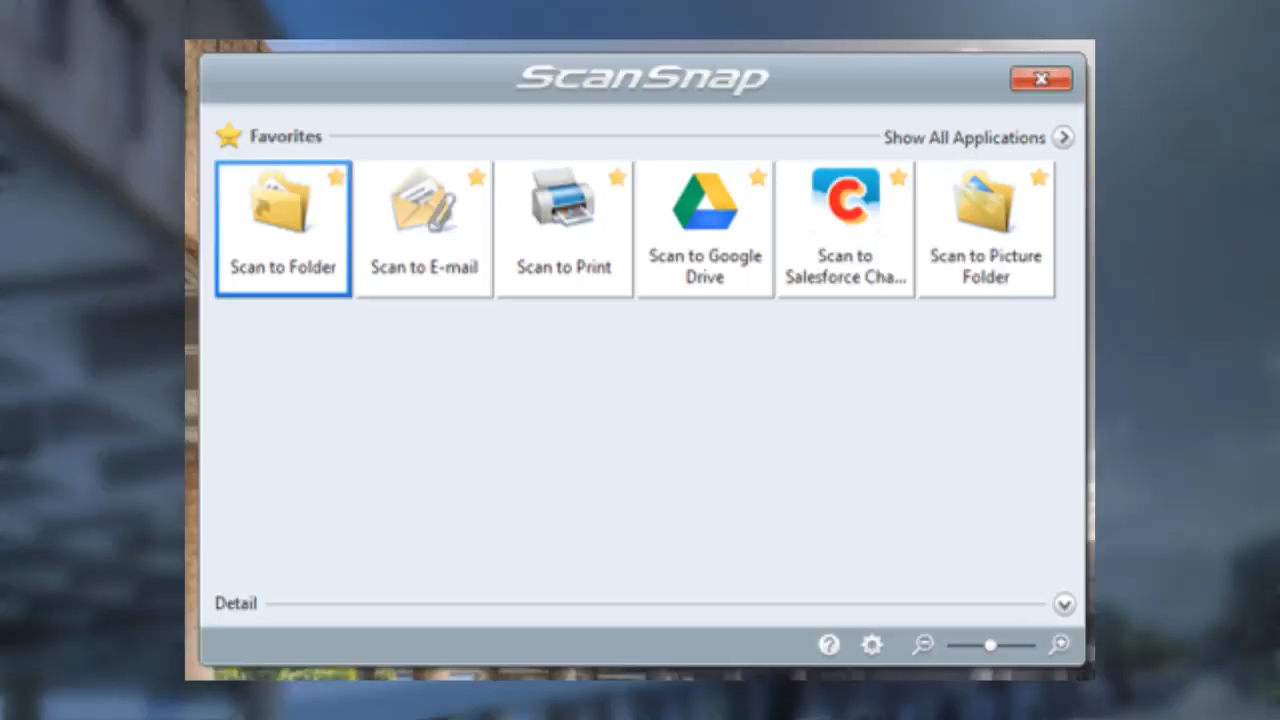 ScanSnap
Favorites
Show All Applications
Scan to Folder
Scan to E-mail
Scan to Print
Scan to Google
Drive
Scan to
Salesforce Cha...
Scan to Picture
Folder
Detail